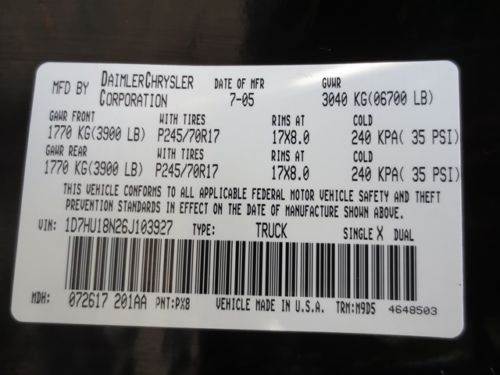 MFD BY DAIMLERCHRYSLER CORPORATION DATE OF MFR 7-05 GVWR 3040 KG(06700 LB)
GAWR FRONT WITH TIRES RIMS AT COLD
1770 KG(3900 LB) P245/70R17 17X8.0 240 KPA( 35 PSI)
GAWR REAR WITH TIRES RIMS AT COLD
1770 KG(3900 LB) P245/70R17 17X8.0 240 KPA( 35 PSI)
THIS VEHICLE CONFORMS TO ALL APPLICABLE FEDERAL MOTOR VEHICLE SAFETY AND THEFT
PREVENTION STANDARDS IN EFFECT ON THE DATE OF MANUFACTURE SHOWN ABOVE.
VIN: 1D7HU18N26J103927 TYPE: TRUCK SINGLE X DUAL
MDH: 072617 201AA PNT:PX8 VEHICLE MADE IN U.S.A. TRM:M9D5 4648503